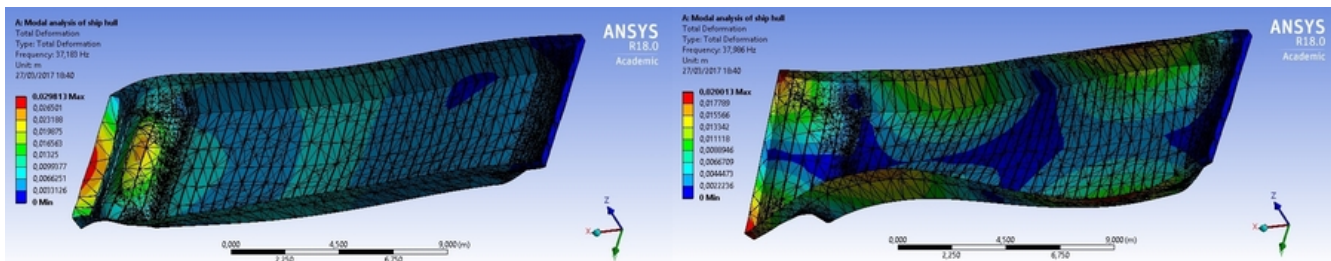 A: Modal analysis of ship hull
Total Deformation
Type: Total Deformation
Frequency: 37,183 Hz
Unit: m
27/03/2017 18:40
0,029813 Max
0,026501
0,023188
0,019875
0,016563
0,01325
0,0099377
0,0066251
0,0033126
0 Min
ANSYS
R18.0
Academic
0,000
4,500
9,000 (m)
2,250
6,750
Z
X
A: Modal analysis of ship hull
Total Deformation
Type: Total Deformation
Frequency: 37,986 Hz
Unit: m
27/03/2017 18:40
0,020013 Max
0,017789
0,015566
0,013342
0,011118
0,0088946
0,0066709
0,0044473
0,0022236
0 Min
ANSYS
R18.0
Academic
0,000
4,500
9,000 (m)
2,250
6,750
Z
X